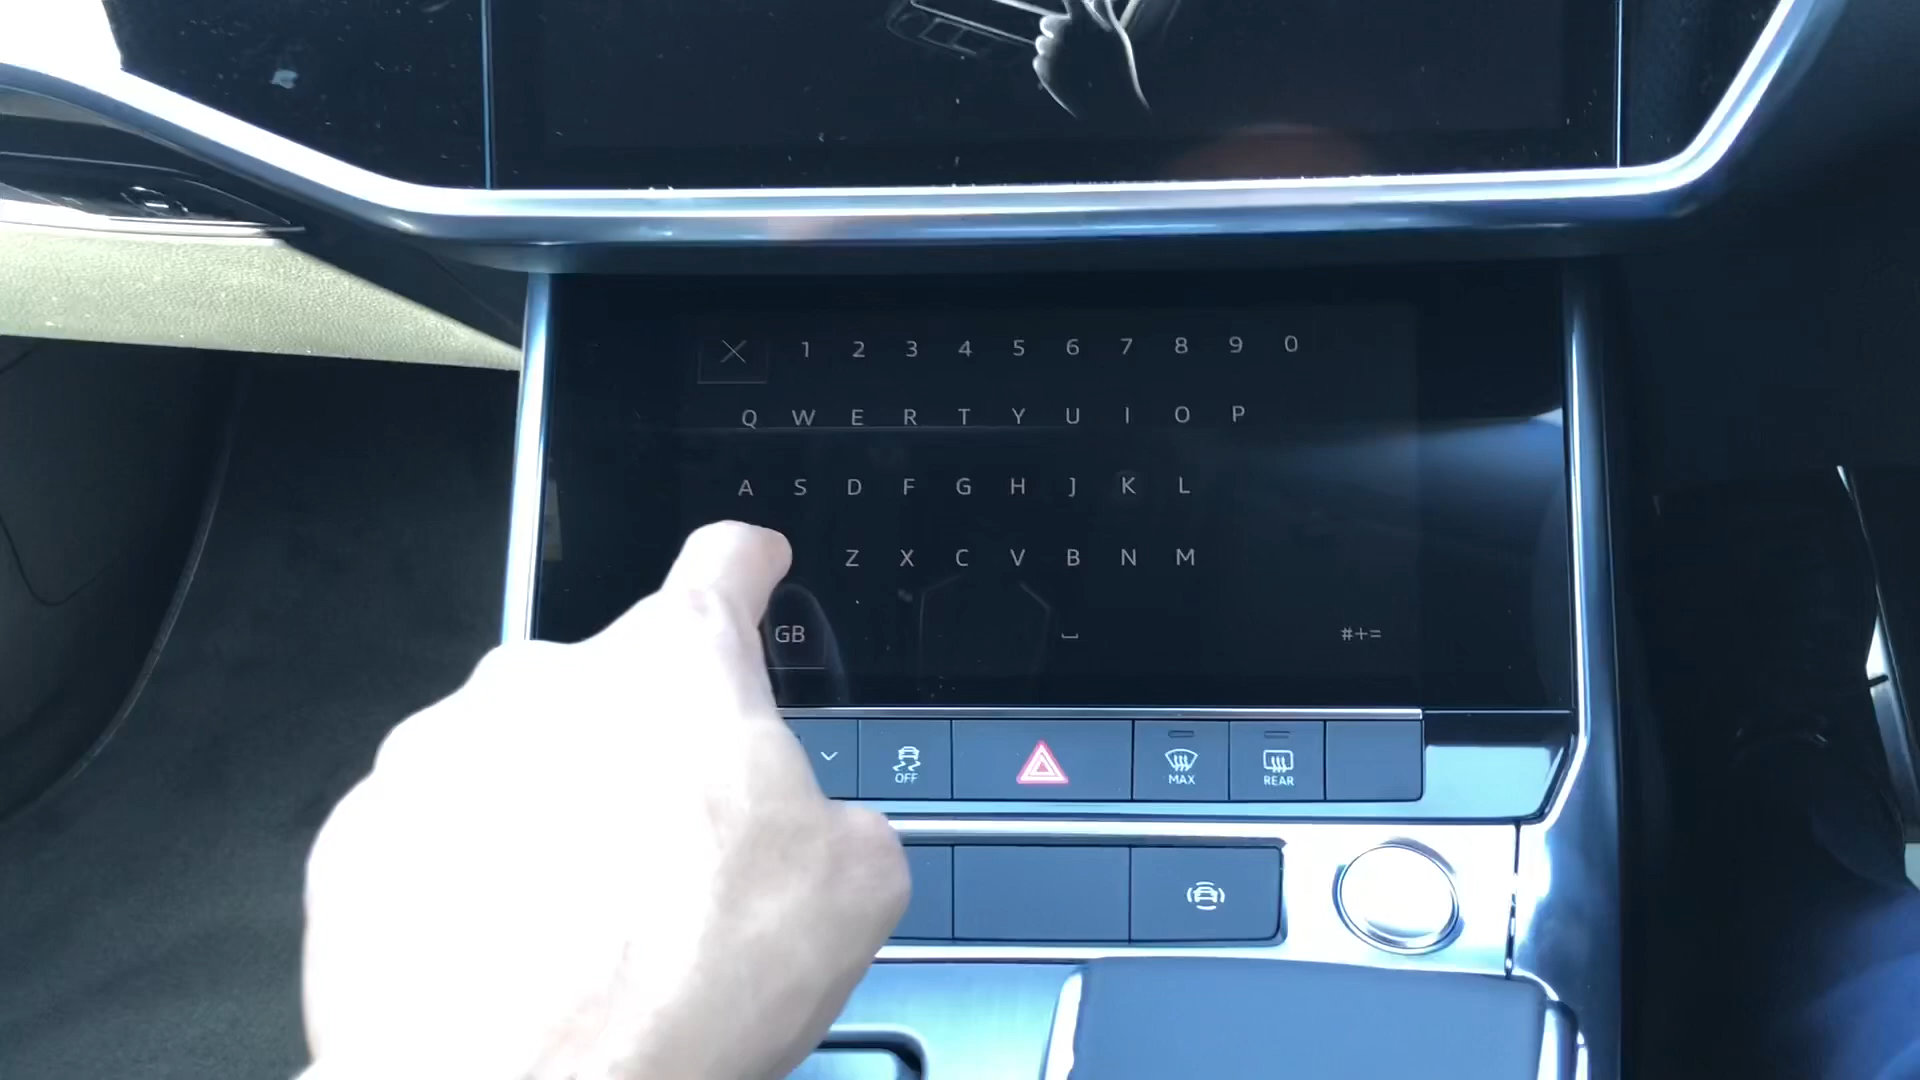 1 2 3 4 5 6 7 8 9 0
Q W E R T Y U I O P
A S D F G H J K L
Z X C V B N M
GB #+=
OFF MAX REAR